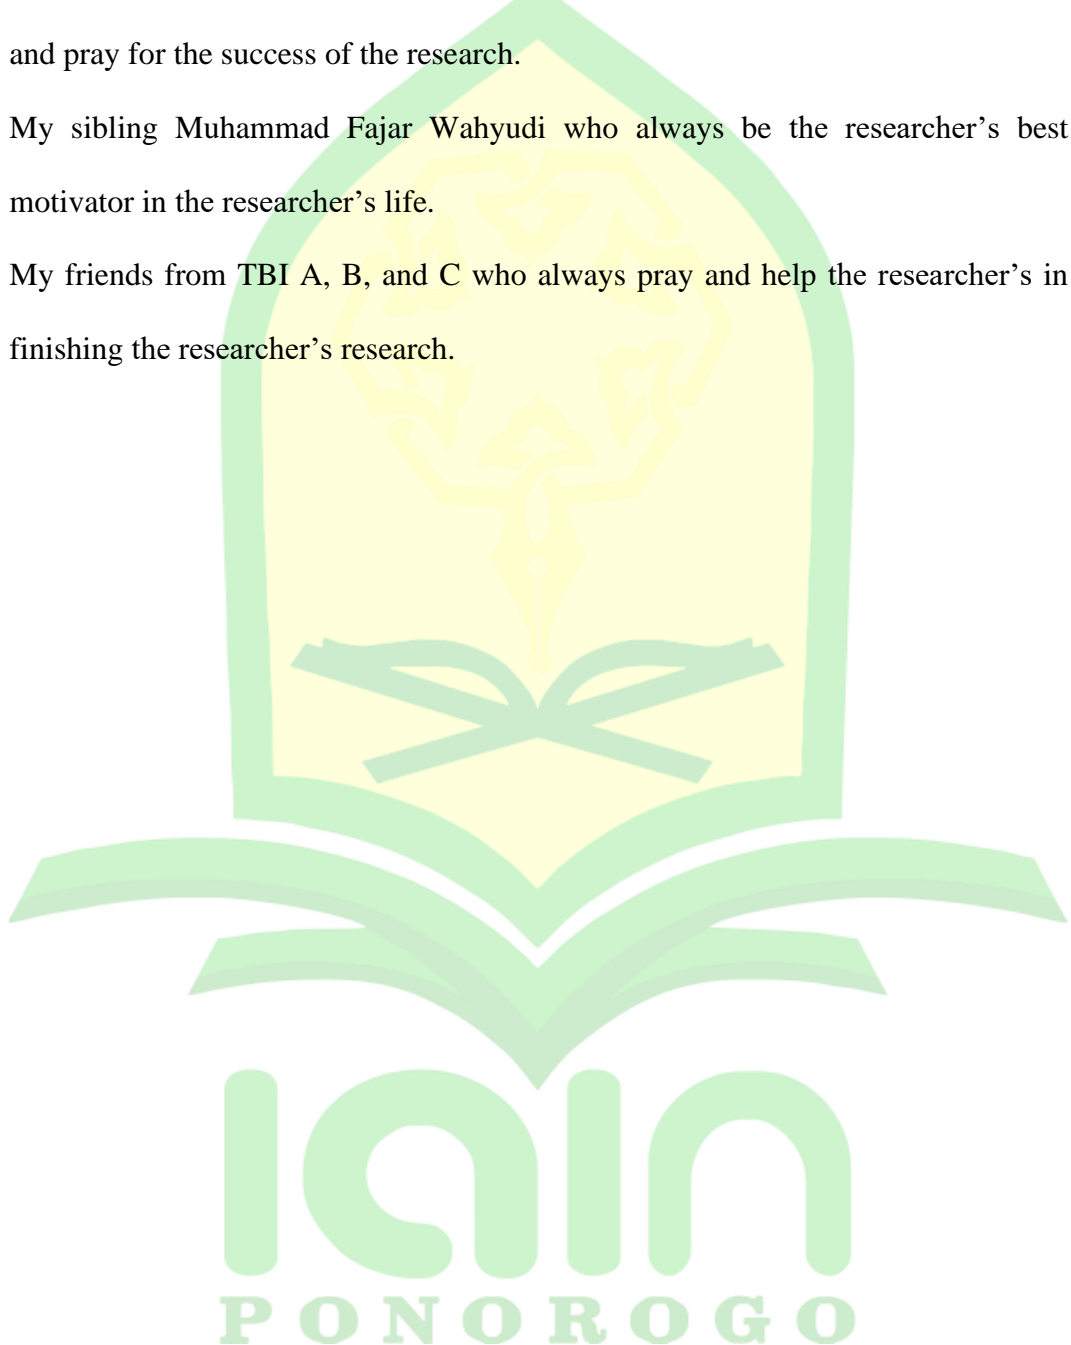 and pray for the success of the research.
My sibling Muhammad Fajar Wahyudi who always be the researcher’s best
motivator in the researcher’s life.
My friends from TBI A, B, and C who always pray and help the researcher’s in
finishing the researcher’s research.
iain
PONOROGO